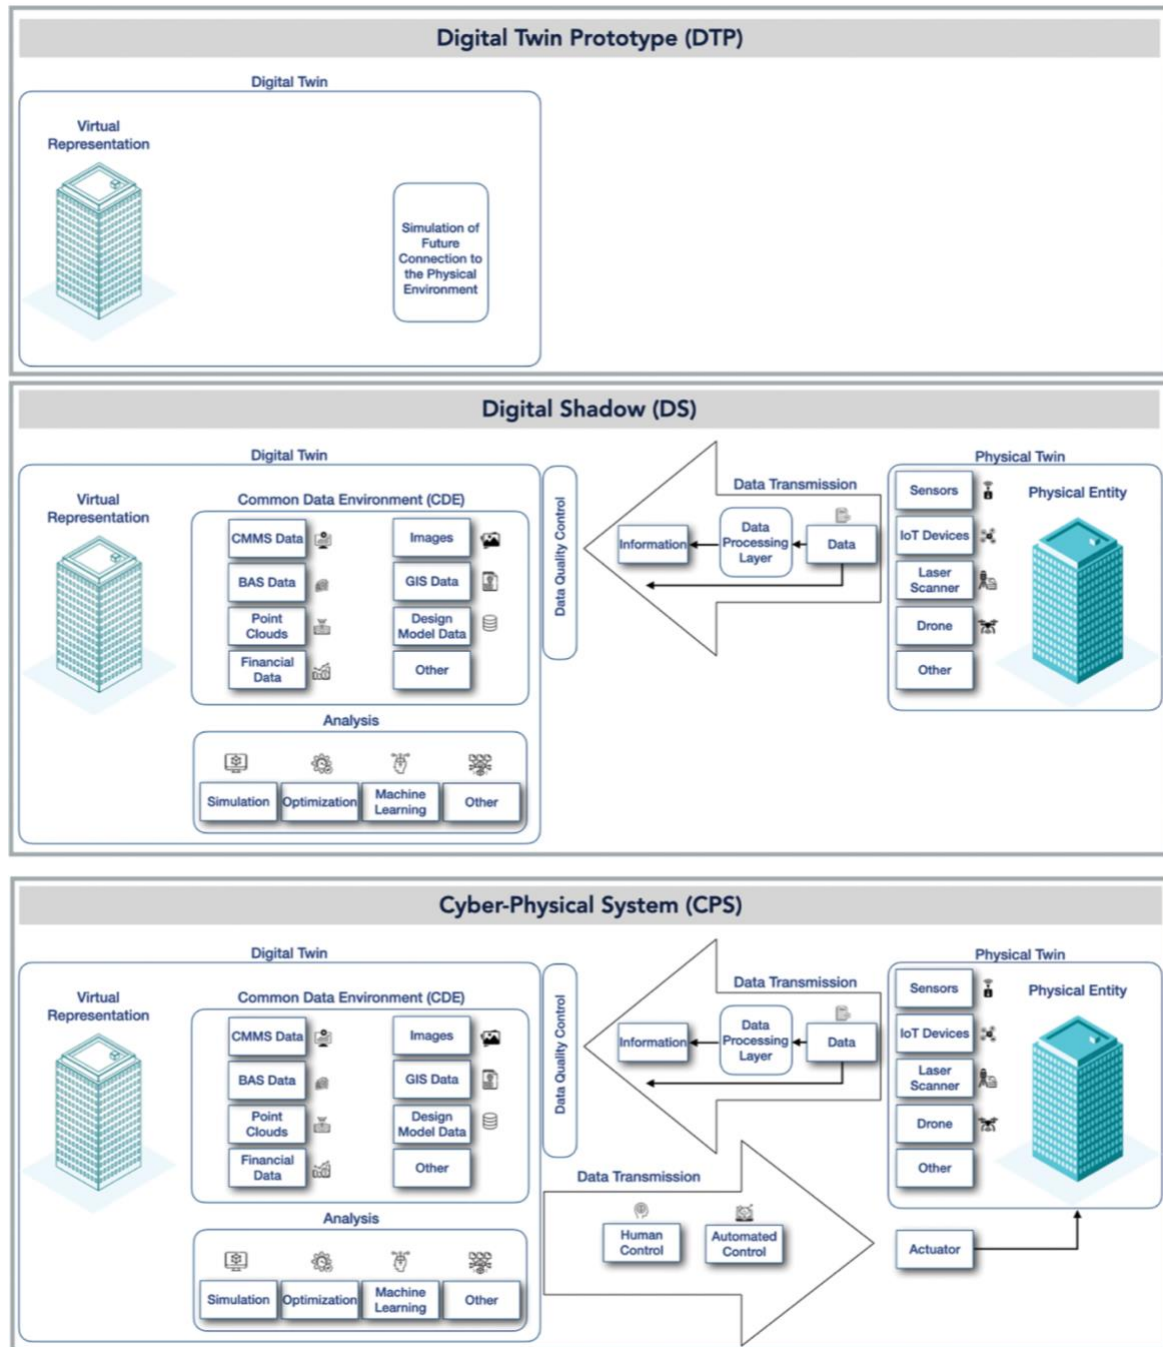 Digital Twin Prototype (DTP)
Digital Twin
Virtual
Representation
Simulation of
Future
Connection to
the Physical
Environment
Digital Shadow (DS)
Digital Twin
Virtual
Representation
Common Data Environment (CDE)
CMMS Data
Images
BAS Data
GIS Data
Point
Clouds
Design
Model Data
Financial
Data
Other
Analysis
Simulation
Optimization
Machine
Learning
Other
Data Quality Control
Data Transmission
Information
Data
Processing
Layer
Data
Physical Twin
Sensors
Physical Entity
IoT Devices
Laser
Scanner
Drone
Other
Cyber-Physical System (CPS)
Digital Twin
Virtual
Representation
Common Data Environment (CDE)
CMMS Data
Images
BAS Data
GIS Data
Point
Clouds
Design
Model Data
Financial
Data
Other
Analysis
Simulation
Optimization
Machine
Learning
Other
Data Quality Control
Data Transmission
Information
Data
Processing
Layer
Data
Physical Twin
Sensors
Physical Entity
IoT Devices
Laser
Scanner
Drone
Other
Data Transmission
Human
Control
Automated
Control
Actuator